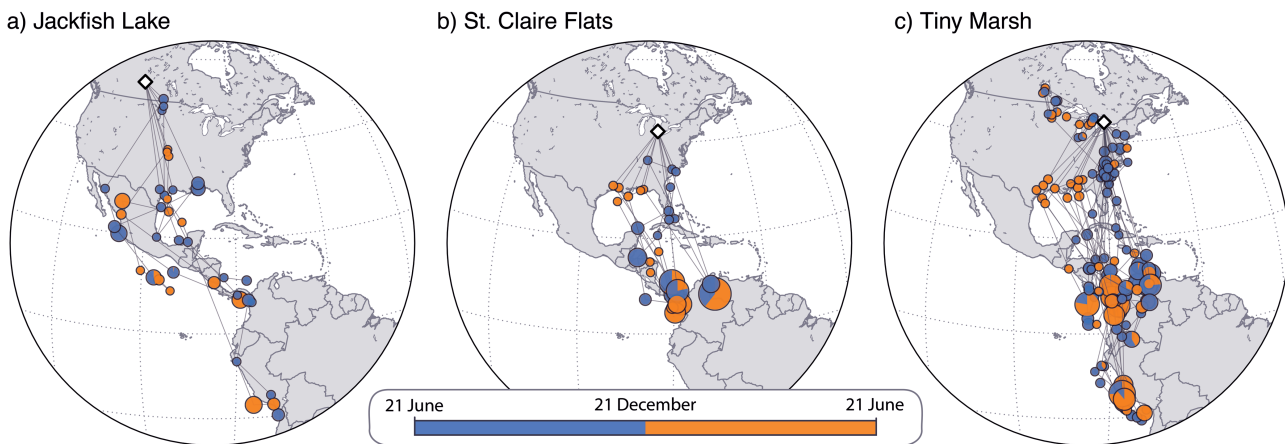 a) Jackfish Lake
b) St. Claire Flats
c) Tiny Marsh
21 June
21 December
21 June